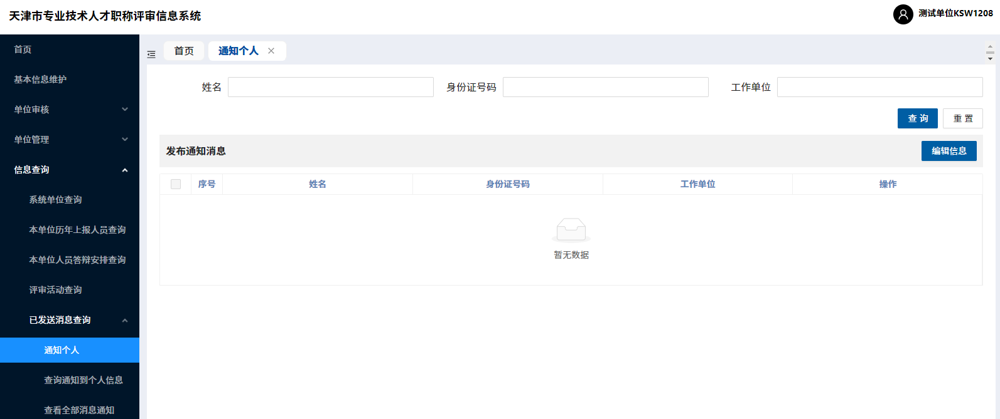 天津市专业技术人才职称评审信息系统
测试单位KSW1208
首页
基本信息维护
单位审核
单位管理
信息查询
系统单位查询
本单位历年上报人员查询
本单位人员答辩安排查询
评审活动查询
已发送消息查询
通知个人
查询通知到个人信息
查看全部消息通知
首页 通知个人
姓名 身份证号码 工作单位
查 询 重 置
发布通知消息 编辑信息
序号 姓名 身份证号码 工作单位 操作
暂无数据